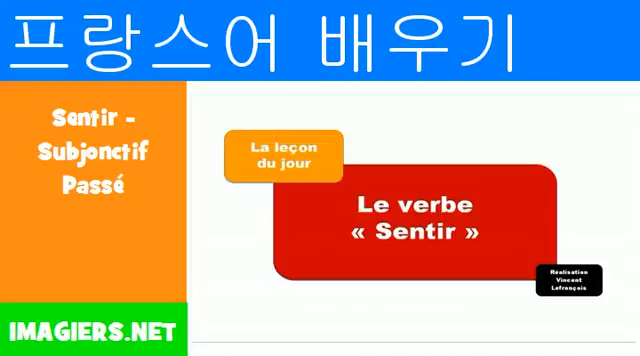 프랑스어 배우기
Sentir -
Subjonctif
Passé
La leçon
du jour
Le verbe
« Sentir »
Réalisation
Vincent
Lefrançois
IMAGIERS.NET